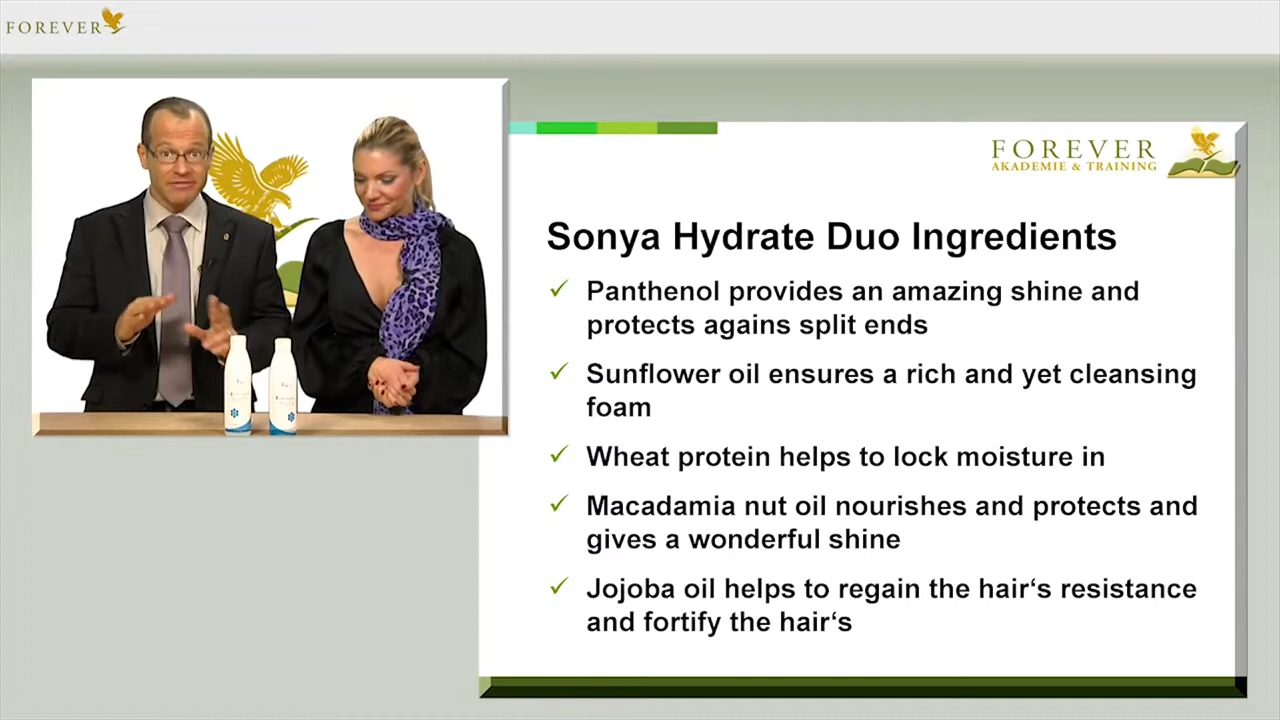 FOREVER
FOREVER
AKADEMIE & TRAINING
Sonya Hydrate Duo Ingredients
Panthenol provides an amazing shine and
protects agains split ends
Sunflower oil ensures a rich and yet cleansing
foam
Wheat protein helps to lock moisture in
Macadamia nut oil nourishes and protects and
gives a wonderful shine
Jojoba oil helps to regain the hair‘s resistance
and fortify the hair‘s